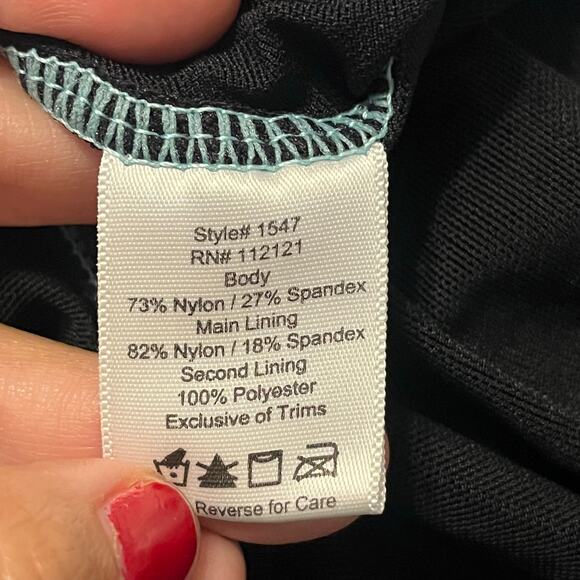 Style# 1547
RN# 112121
Body
73% Nylon / 27% Spandex
Main Lining
82% Nylon / 18% Spandex
Second Lining
100% Polyester
Exclusive of Trims
Reverse for Care